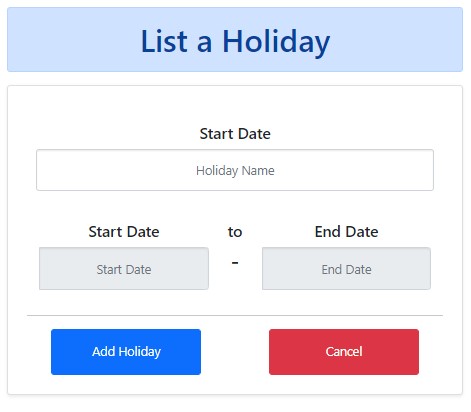 List a Holiday
Start Date
Holiday Name
Start Date to End Date
Start Date - End Date
Add Holiday Cancel